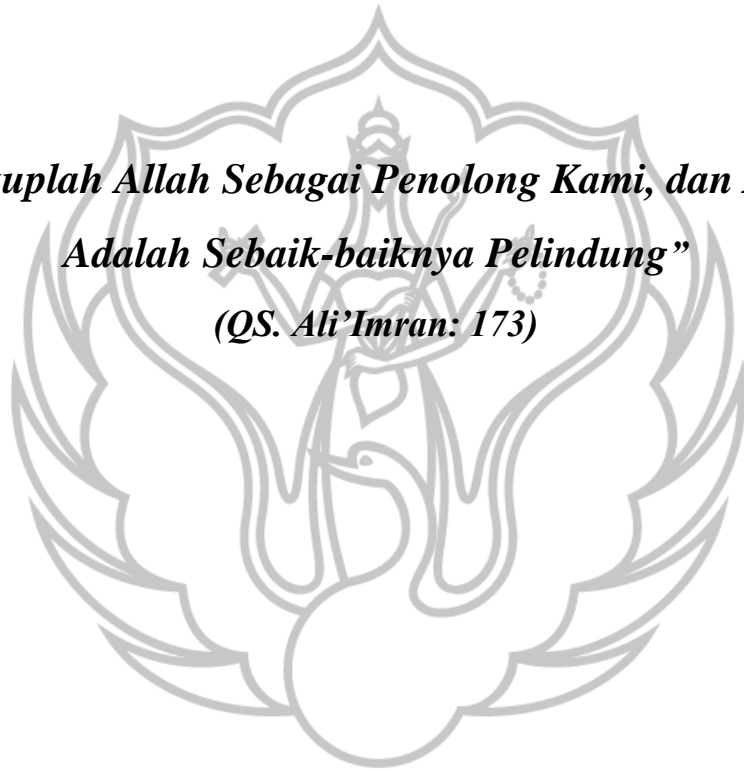 uplah Allah Sebagai Penolong Kami, dan
Adalah Sebaik-baiknya Pelindung”
(QS. Ali’Imran: 173)